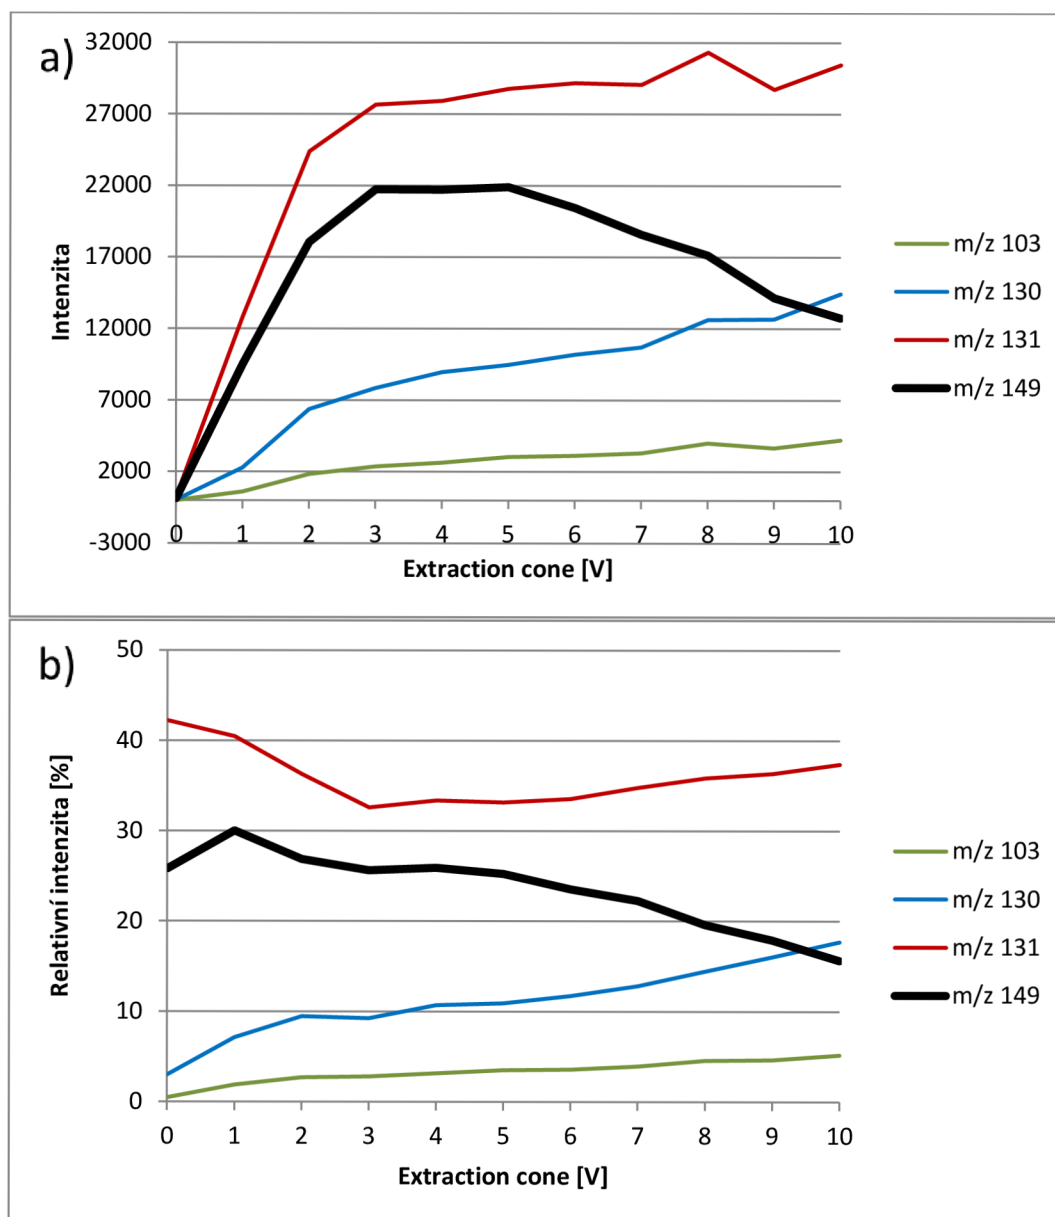 a)
32000
27000
22000
17000
12000
7000
2000
-3000
Intenzita
0 1 2 3 4 5 6 7 8 9 10
Extraction cone [V]
m/z 103
m/z 130
m/z 131
m/z 149
b)
50
40
30
20
10
0
Relativní intenzita [%]
0 1 2 3 4 5 6 7 8 9 10
Extraction cone [V]
m/z 103
m/z 130
m/z 131
m/z 149